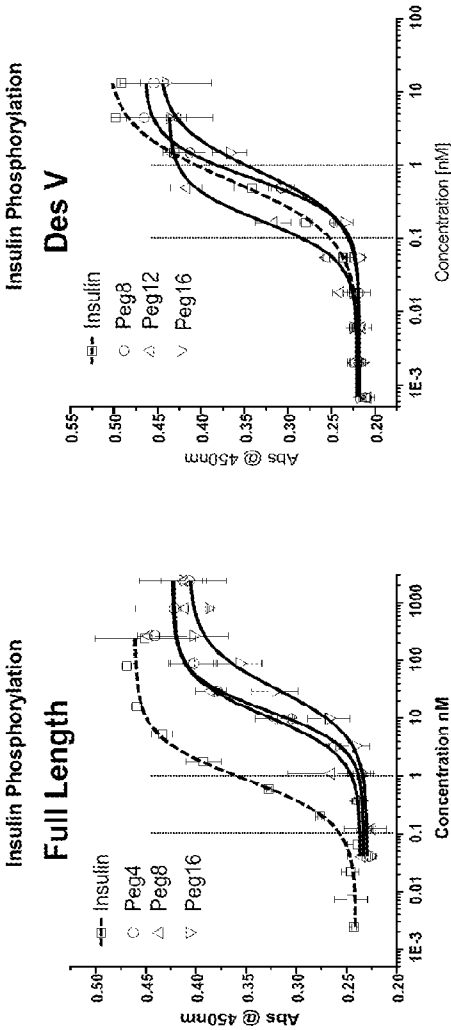 Insulin Phosphorylation
Full Length
Insulin
Peg4
Peg8
Peg16
0.50
0.45
0.40
0.35
0.30
0.25
0.20
Abs @ 450nm
1E-3 0.01 0.1 1 10 100 1000
Concentration nM
Insulin Phosphorylation
Des V
Insulin
Peg8
Peg12
Peg16
0.55
0.50
0.45
0.40
0.35
0.30
0.25
0.20
Abs @ 450nm
1E-3 0.01 0.1 1 10 100
Concentration [nM]